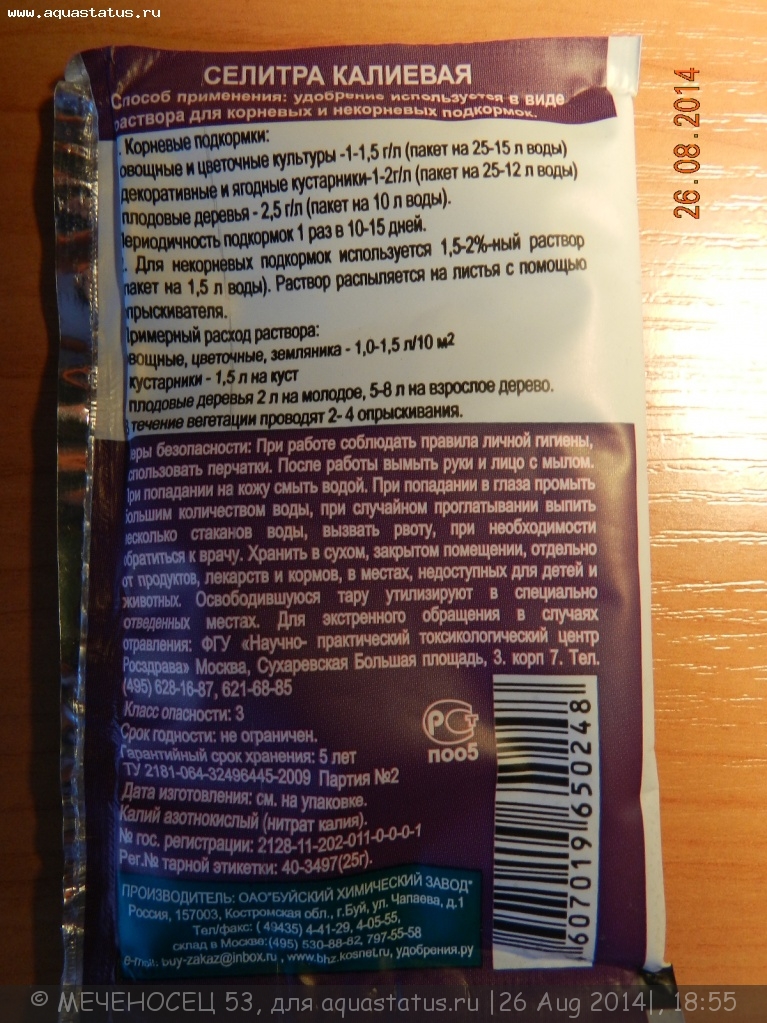 www.aquastatus.ru
СЕЛИТРА КАЛИЕВАЯ
Способ применения: удобрение используется в виде
раствора для корневых и некорневых подкормок.
. Корневые подкормки:
овощные и цветочные культуры -1-1,5 г/л (пакет на 25-15 л воды)
декоративные и ягодные кустарники-1-2г/л (пакет на 25-12 л воды)
плодовые деревья - 2,5 г/л (пакет на 10 л воды).
Периодичность подкормок 1 раз в 10-15 дней.
. Для некорневых подкормок используется 1,5-2%-ный раствор
пакет на 1,5 л воды). Раствор распыляется на листья с помощью
прыскивателя.
Примерный расход раствора:
вощные, цветочные, земляника - 1,0-1,5 л/10 м2
кустарники - 1,5 л на куст
плодовые деревья 2 л на молодое, 5-8 л на взрослое дерево.
В течение вегетации проводят 2- 4 опрыскивания.
еры безопасности: При работе соблюдать правила личной гигиены,
спользовать перчатки. После работы вымыть руки и лицо с мылом.
При попадании на кожу смыть водой. При попадании в глаза промыть
большим количеством воды, при случайном проглатывании выпить
несколько стаканов воды, вызвать рвоту, при необходимости
обратиться к врачу. Хранить в сухом, закрытом помещении, отдельно
от продуктов, лекарств и кормов, в местах, недоступных для детей и
животных. Освободившуюся тару утилизируют в специально
отведенных местах. Для экстренного обращения в случаях
отравления: ФГУ «Научно- практический токсикологический центр
Росздрава» Москва, Сухаревская Большая площадь, 3. корп 7. Тел.
(495) 628-16-87, 621-68-85
Класс опасности: 3
Срок годности: не ограничен.
Гарантийный срок хранения: 5 лет
ТУ 2181-064-32496445-2009 Партия №2
Дата изготовления: см. на упаковке.
Калий азотнокислый (нитрат калия).
№ гос. регистрации: 2128-11-202-011-0-0-0-1
Рег.№ тарной этикетки: 40-3497(25г).
РСТ
ПОО5
ПРОИЗВОДИТЕЛЬ: ОАО"БУЙСКИЙ ХИМИЧЕСКИЙ ЗАВОД"
Россия, 157003, Костромская обл., г.Буй, ул. Чапаева, д.1
Тел/факс: ( 49435) 4-41-29, 4-05-55,
склад в Москве:(495) 530-88-82, 797-55-58
e-mail: buy-zakaz@inbox.ru , www.bhz.kosnet.ru, удобрения.ру
4607019650248
26.08.2014
© МЕЧЕНОСЕЦ 53, для aquastatus.ru |26 Aug 2014|, 18:55